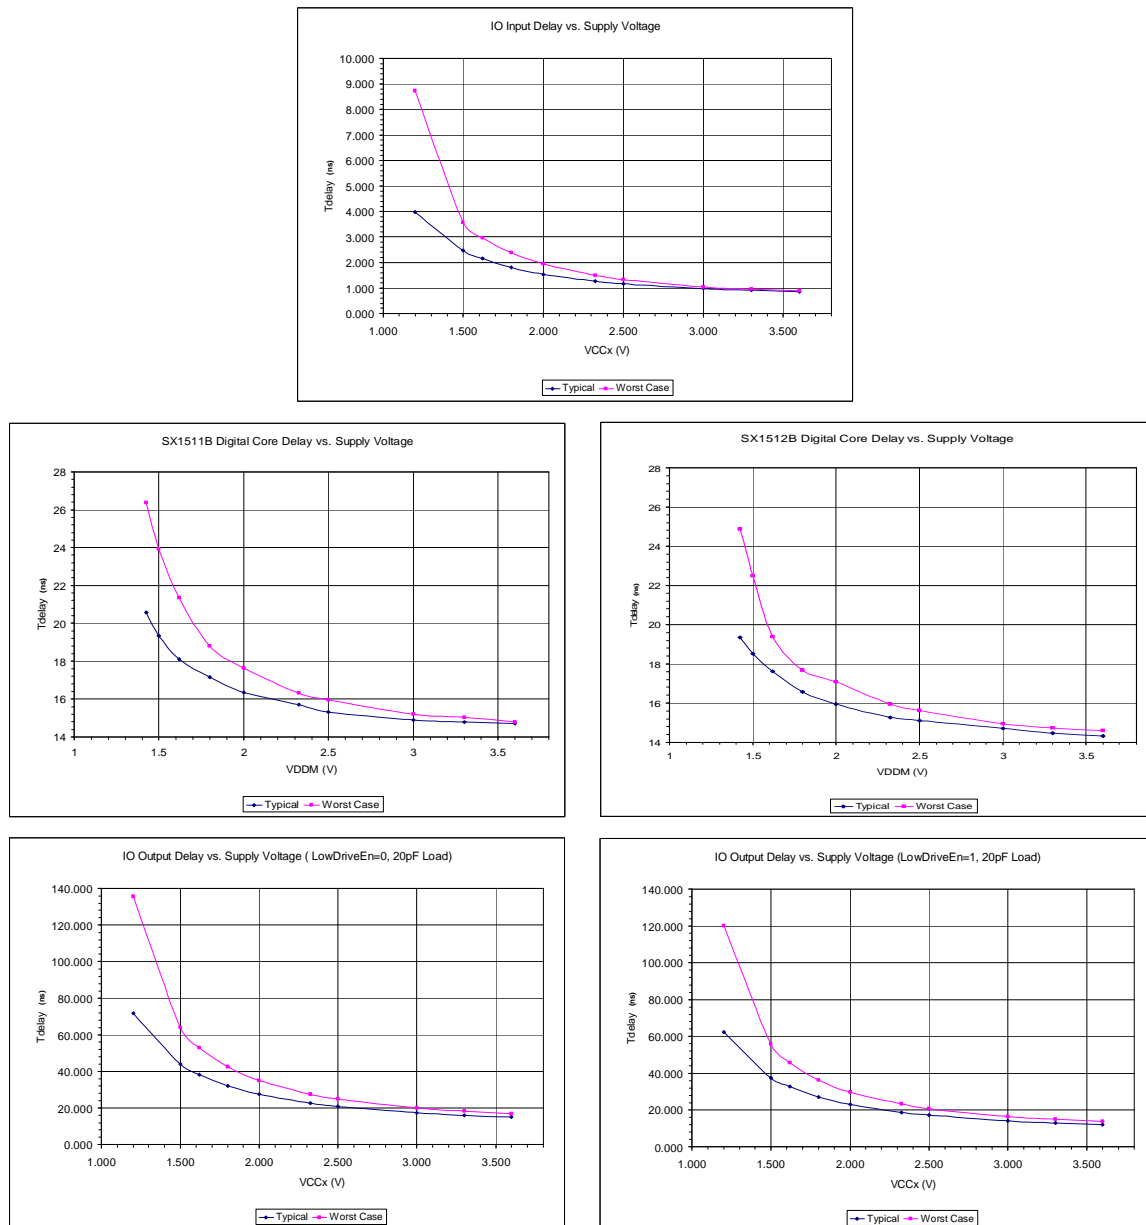 IO Input Delay vs. Supply Voltage
10.000
9.000
8.000
7.000
6.000
5.000
4.000
3.000
2.000
1.000
0.000
Tdelay (ns)
1.000 1.500 2.000 2.500 3.000 3.500
VCCx (V)
Typical Worst Case
SX1511B Digital Core Delay vs. Supply Voltage
28
26
24
22
20
18
16
14
Tdelay (ns)
1 1.5 2 2.5 3 3.5
VDDM (V)
Typical Worst Case
SX1512B Digital Core Delay vs. Supply Voltage
28
26
24
22
20
18
16
14
Tdelay (ns)
1 1.5 2 2.5 3 3.5
VDDM (V)
Typical Worst Case
IO Output Delay vs. Supply Voltage ( LowDriveEn=0, 20pF Load)
140.000
120.000
100.000
80.000
60.000
40.000
20.000
0.000
Tdelay (ns)
1.000 1.500 2.000 2.500 3.000 3.500
VCCx (V)
Typical Worst Case
IO Output Delay vs. Supply Voltage (LowDriveEn=1, 20pF Load)
140.000
120.000
100.000
80.000
60.000
40.000
20.000
0.000
Tdelay (ns)
1.000 1.500 2.000 2.500 3.000 3.500
VCCx (V)
Typical Worst Case